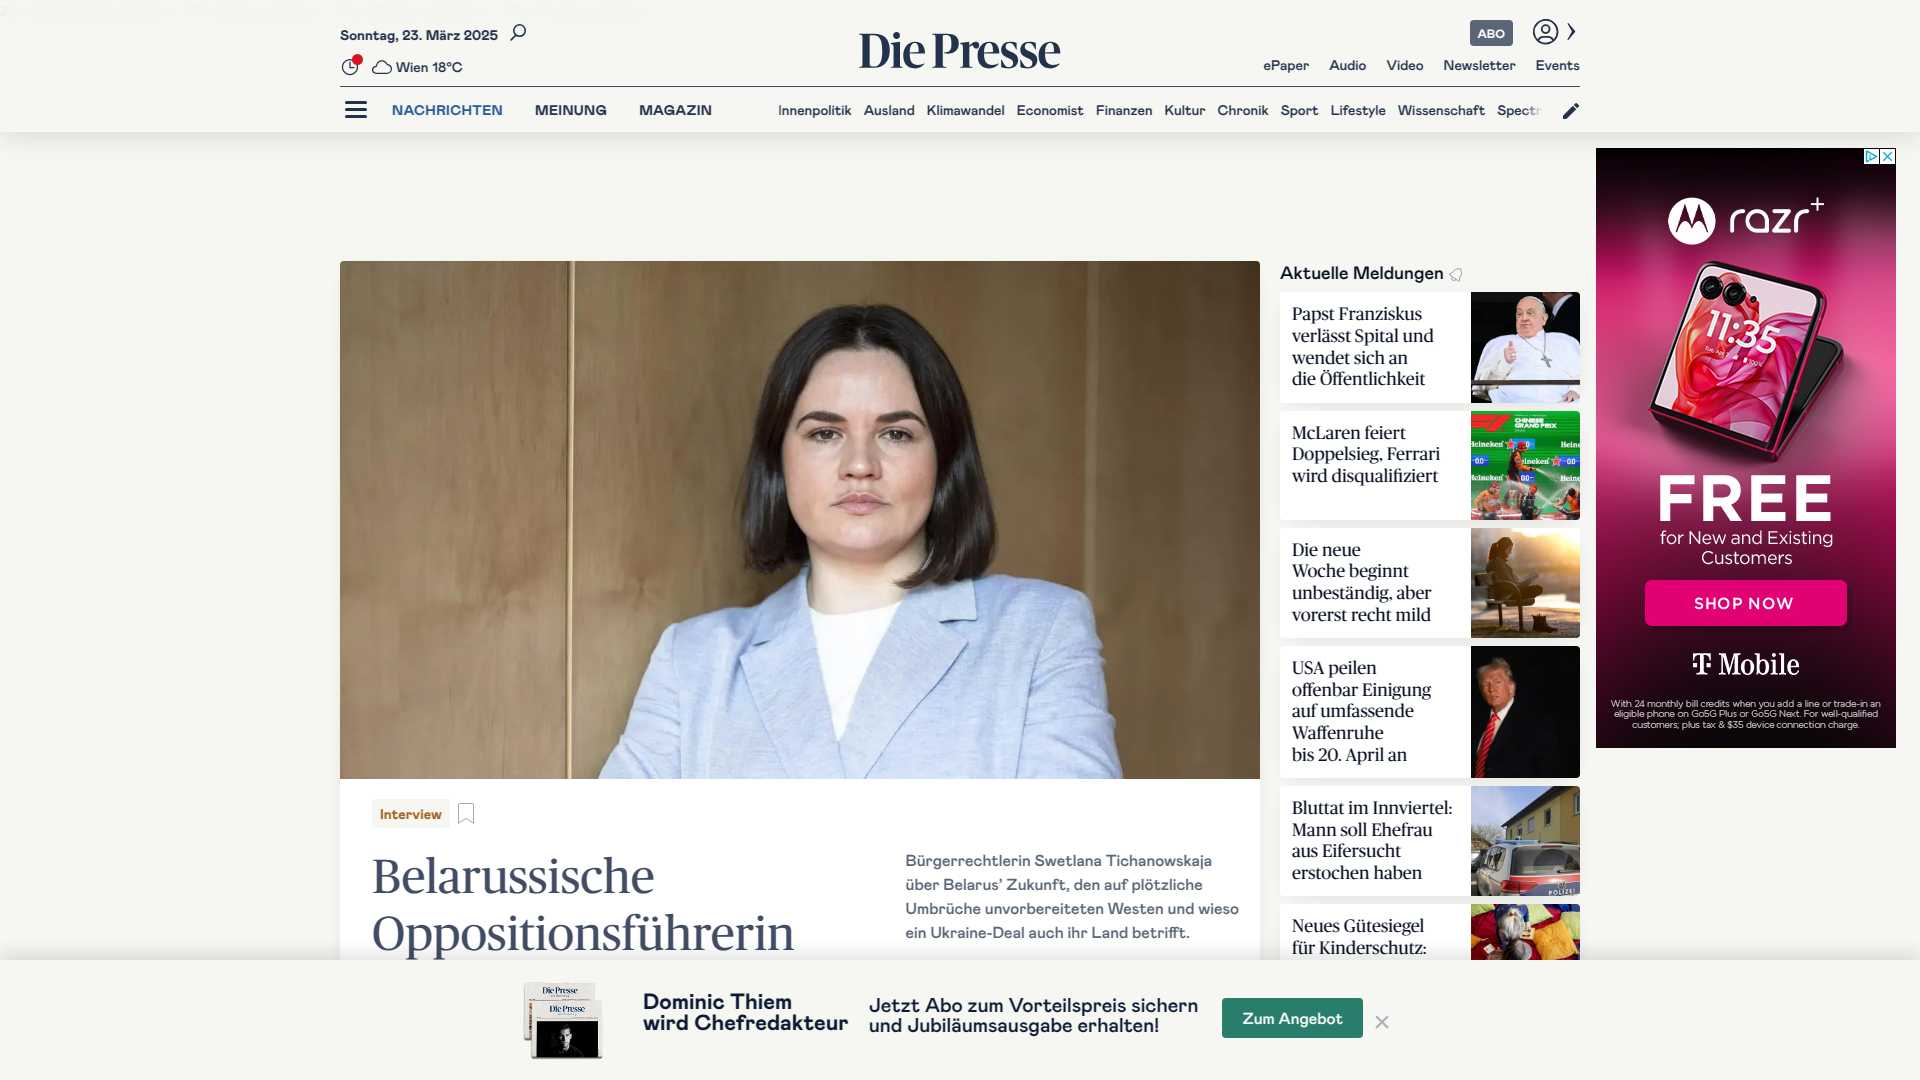 Sonntag, 23. März 2025
Wien 18°C
Die Presse
ABO
ePaper Audio Video Newsletter Events
NACHRICHTEN MEINUNG MAGAZIN
Innenpolitik Ausland Klimawandel Economist Finanzen Kultur Chronik Sport Lifestyle Wissenschaft Spectr
Interview
Belarussische
Oppositionsführerin
Bürgerrechtlerin Swetlana Tichanowskaja
über Belarus’ Zukunft, den auf plötzliche
Umbrüche unvorbereiteten Westen und wieso
ein Ukraine-Deal auch ihr Land betrifft.
Aktuelle Meldungen
Papst Franziskus
verlässt Spital und
wendet sich an
die Öffentlichkeit
McLaren feiert
Doppelsieg, Ferrari
wird disqualifiziert
CHINESE
GRAND PRIX
Heineken
Die neue
Woche beginnt
unbeständig, aber
vorerst recht mild
USA peilen
offenbar Einigung
auf umfassende
Waffenruhe
bis 20. April an
Bluttat im Innviertel:
Mann soll Ehefrau
aus Eifersucht
erstochen haben
POLIZEI
Neues Gütesiegel
für Kinderschutz:
razr+
11:35
FREE
for New and Existing
Customers
SHOP NOW
T Mobile
With 24 monthly bill credits when you add a line or trade-in an
eligible phone on Go5G Plus or Go5G Next. For well-qualified
customers; plus tax & $35 device connection charge.
Die Presse
Die Presse
Dominic Thiem
wird Chefredakteur
Jetzt Abo zum Vorteilspreis sichern
und Jubiläumsausgabe erhalten!
Zum Angebot